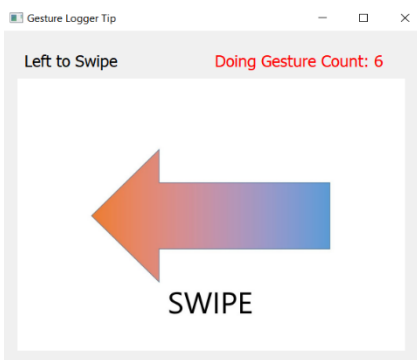 Gesture Logger Tip
Left to Swipe
Doing Gesture Count: 6
SWIPE